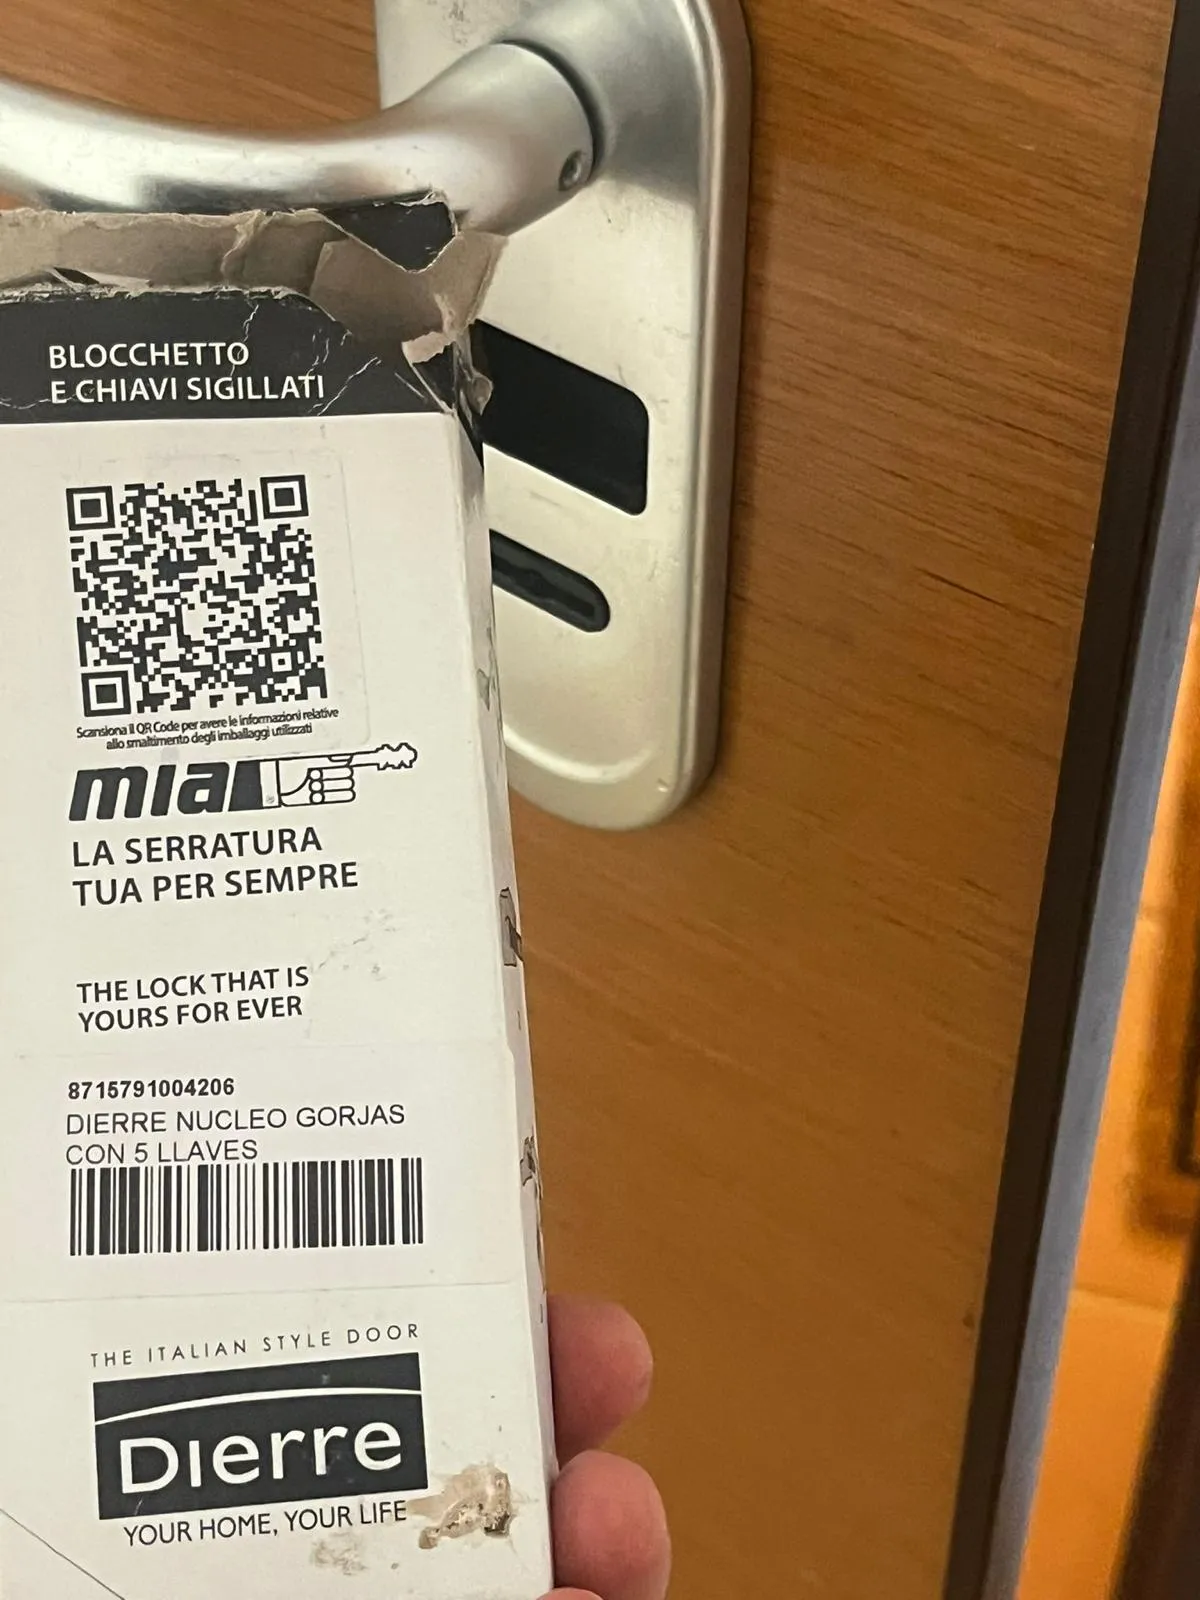 BLOCCHETTO
E CHIAVI SIGILLATI
Scansiona il QR Code per avere le informazioni relative
allo smaltimento degli imballaggi utilizzati
mia
LA SERRATURA
TUA PER SEMPRE
THE LOCK THAT IS
YOURS FOR EVER
8715791004206
DIERRE NUCLEO GORJAS
CON 5 LLAVES
THE ITALIAN STYLE DOOR
Dierre
YOUR HOME, YOUR LIFE